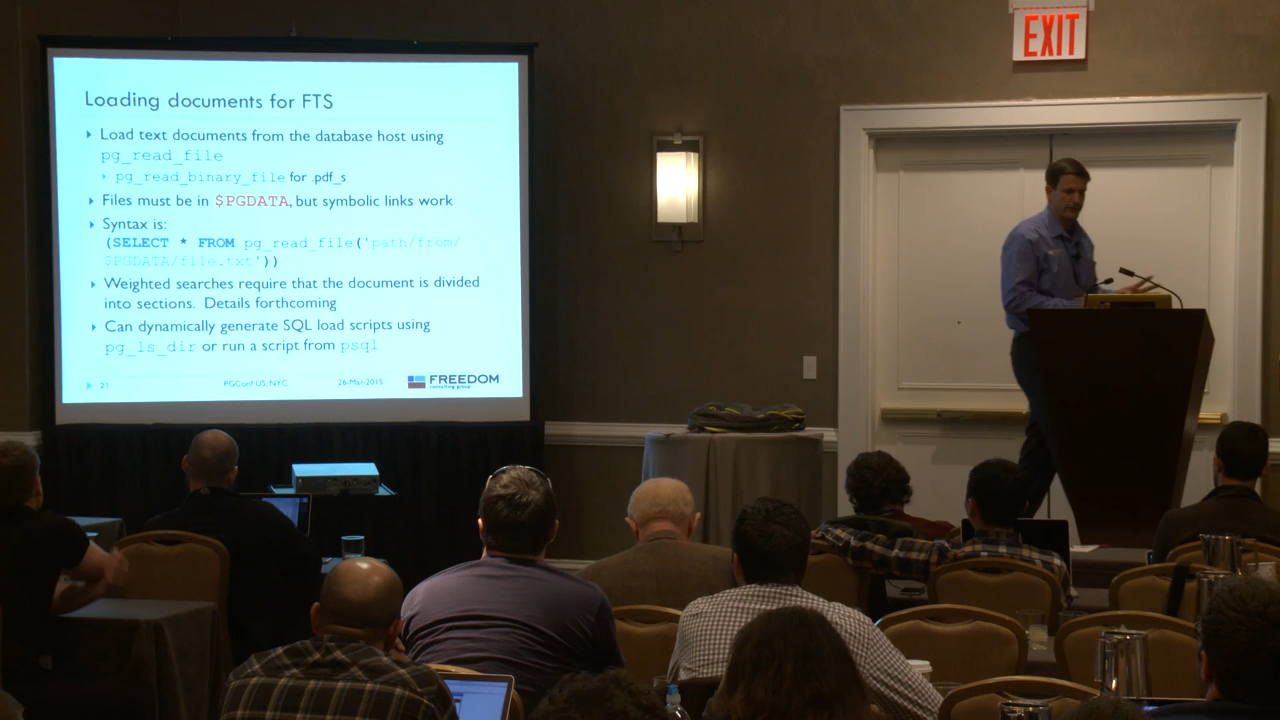 EXIT
Loading documents for FTS
Load text documents from the database host using
pg_read_file
pg_read_binary_file for .pdf_s
Files must be in $PGDATA, but symbolic links work
Syntax is:
(SELECT * FROM pg_read_file('path/from/
$PGDATA/file.txt'))
Weighted searches require that the document is divided
into sections. Details forthcoming
Can dynamically generate SQL load scripts using
pg_ls_dir or run a script from psql
21 PGConf US, NYC 26-Mar-2015 FREEDOM
consulting group